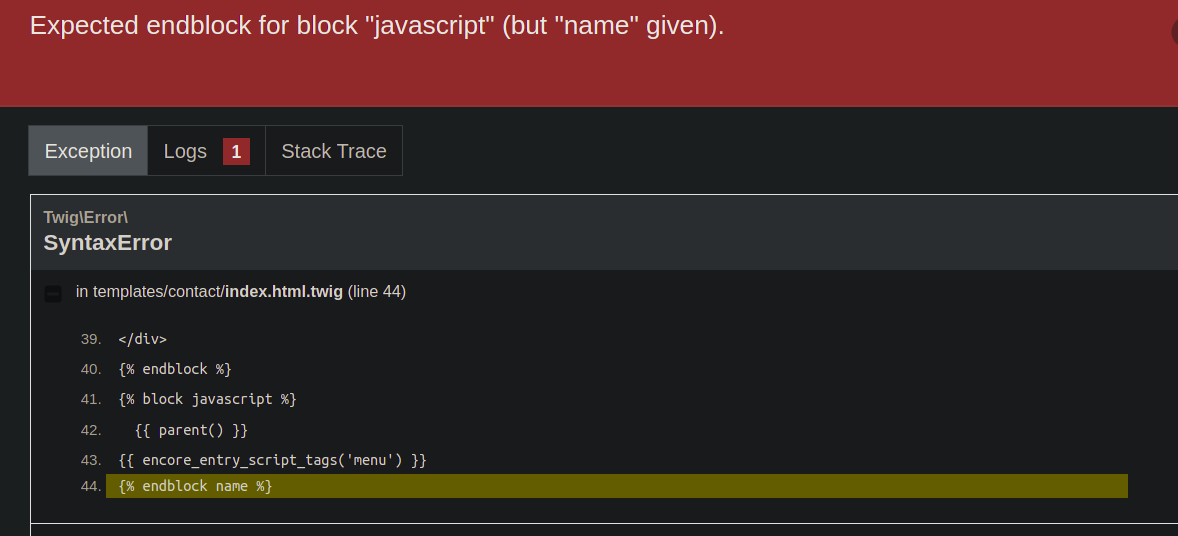 Expected endblock for block "javascript" (but "name" given).
Exception Logs 1 Stack Trace
Twig\Error\
SyntaxError
in templates/contact/index.html.twig (line 44)
39. </div>
40. {% endblock %}
41. {% block javascript %}
42. {{ parent() }}
43. {{ encore_entry_script_tags('menu') }}
44. {% endblock name %}